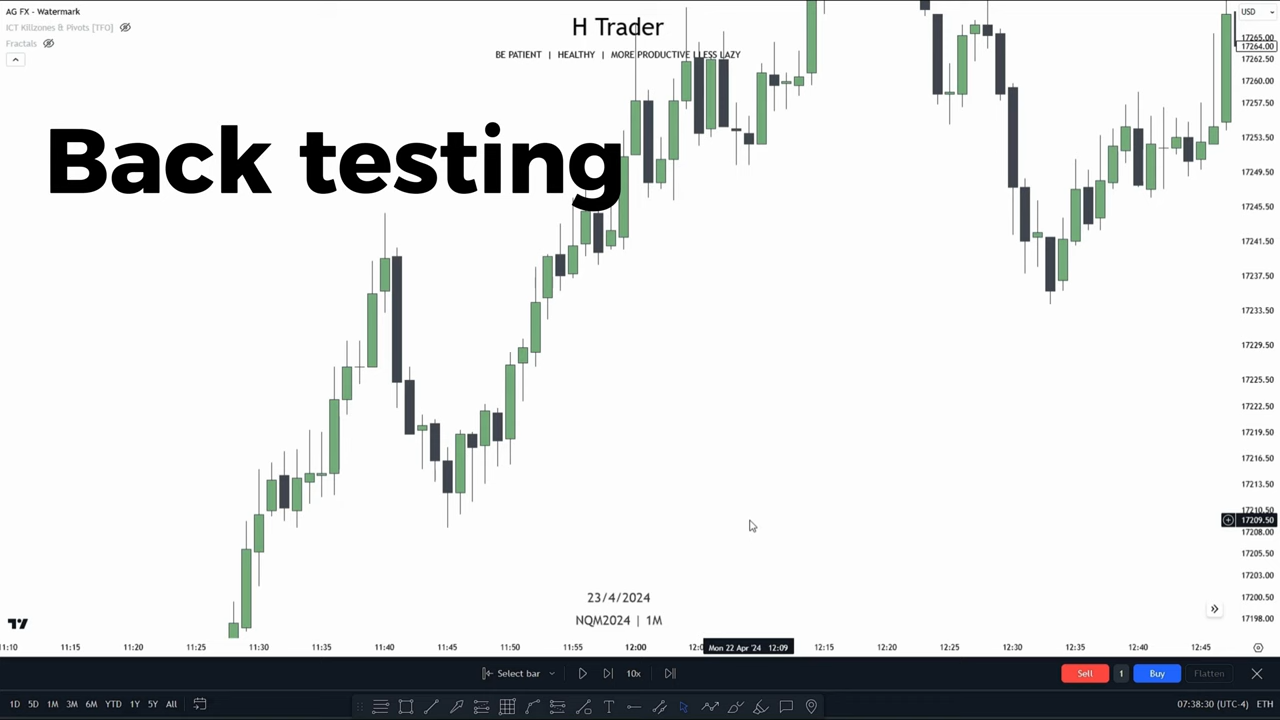 AG FX - Watermark
ICT Killzones & Pivots [TFO]
Fractals
H Trader
BE PATIENT | HEALTHY | MORE PRODUCTIVE LLESS LAZY
Back testing
USD
17265.00
17264.00
17262.50
17260.00
17257.50
17253.50
17249.50
17245.50
17241.50
17237.50
17233.50
17229.50
17225.50
17222.50
17219.50
17216.50
17213.50
17210.50
17209.50
17208.00
17205.50
17203.00
17200.50
17198.00
23/4/2024
NQM2024 | 1M
11:10 11:15 11:20 11:25 11:30 11:35 11:40 11:45 11:50 11:55 12:00 Mon 22 Apr '24 12:09 12:15 12:20 12:25 12:30 12:35 12:40 12:45
Select bar 10x Sell 1 Buy Flatten
1D 5D 1M 3M 6M YTD 1Y 5Y All 07:38:30 (UTC-4) ETH